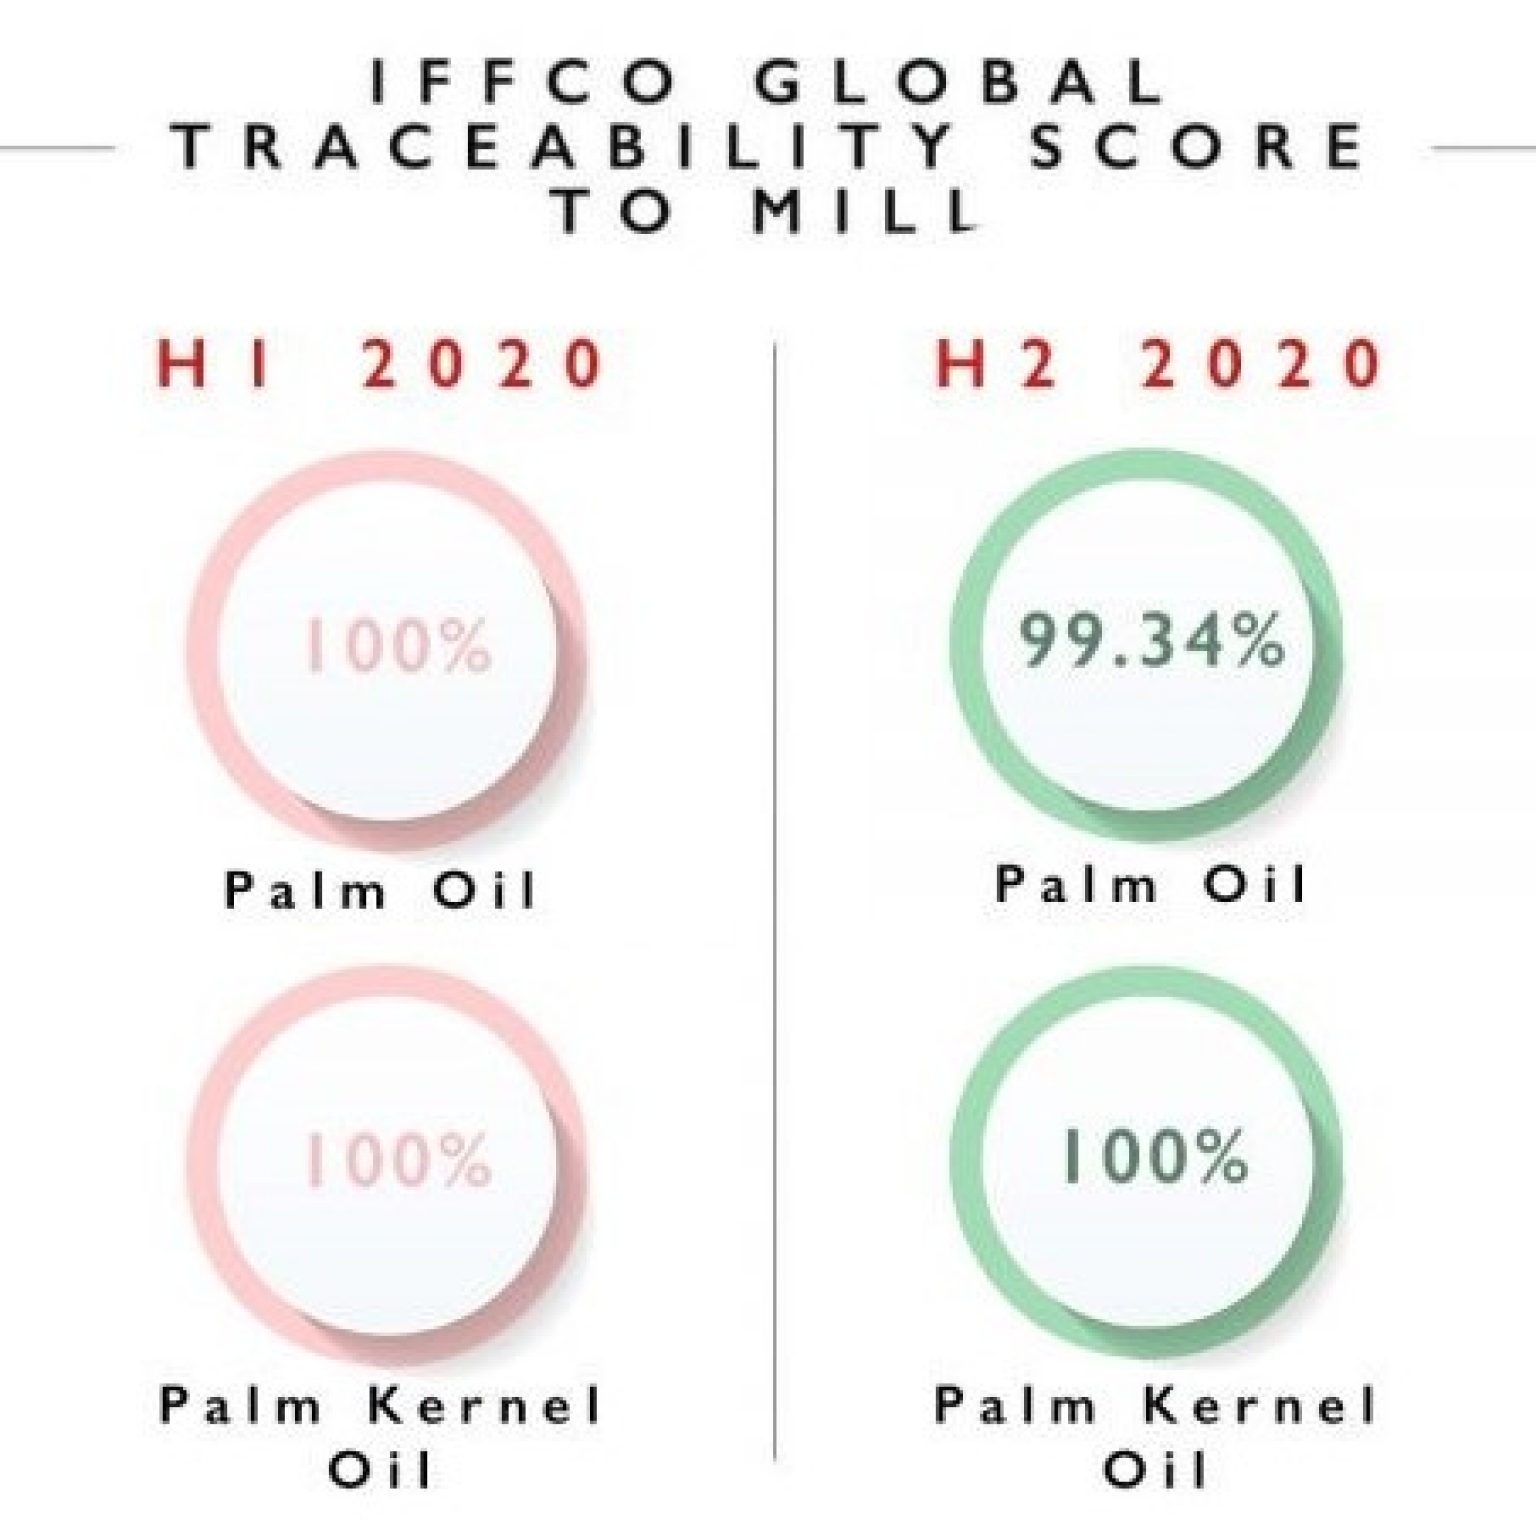 IFFCO GLOBAL
TRACEABILITY SCORE
TO MILL
H1 2020
100%
Palm Oil
100%
Palm Kernel
Oil
H2 2020
99.34%
Palm Oil
100%
Palm Kernel
Oil